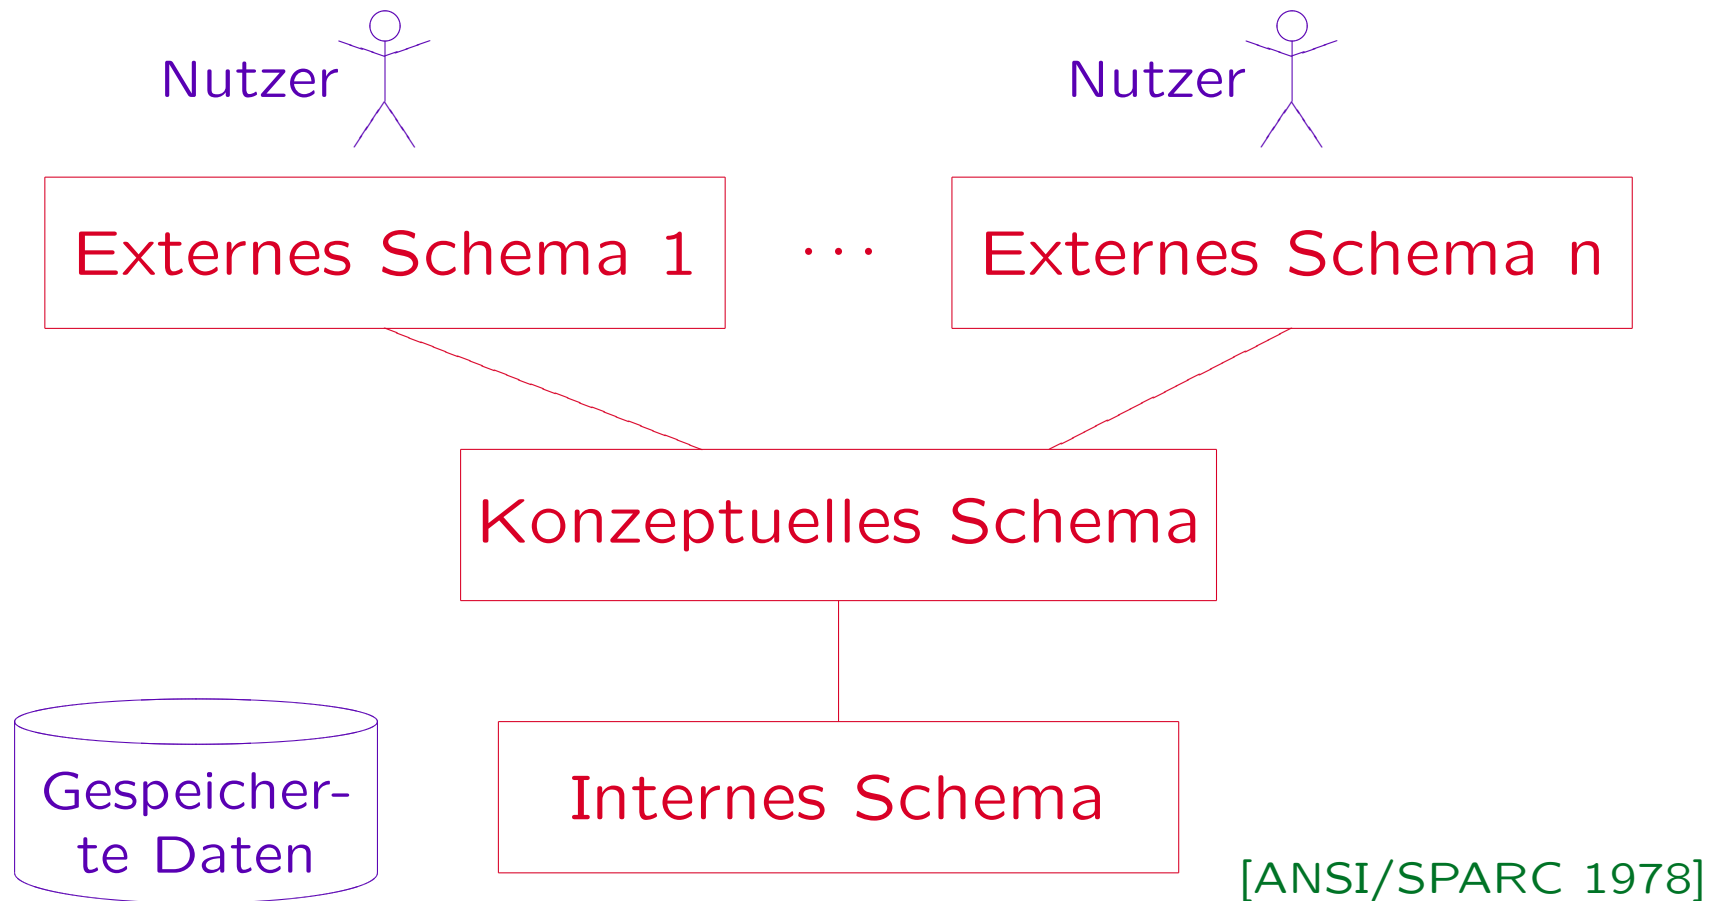 Nutzer
Nutzer
Externes Schema 1
· · ·
Externes Schema n
Konzeptuelles Schema
Gespeicher-
te Daten
Internes Schema
[ANSI/SPARC 1978]